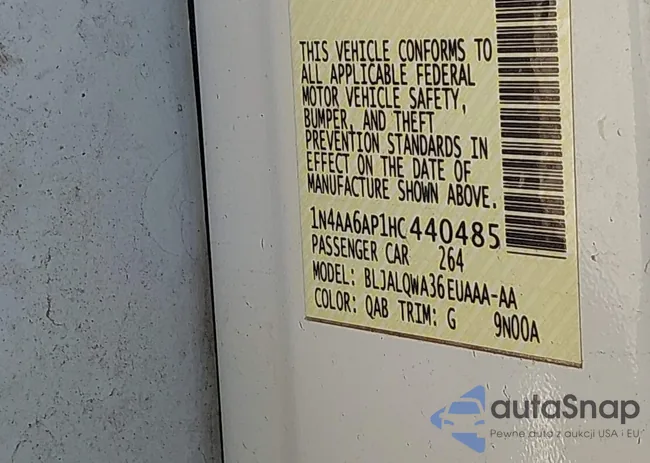 THIS VEHICLE CONFORMS TO
ALL APPLICABLE FEDERAL
MOTOR VEHICLE SAFETY,
BUMPER, AND THEFT
PREVENTION STANDARDS IN
EFFECT ON THE DATE OF
MANUFACTURE SHOWN ABOVE.
1N4AA6AP1HC440485
PASSENGER CAR 264
MODEL: BLJALQWA36EUAAA-AA
COLOR: QAB TRIM: G 9N00A
autaSnap
Pewne auta z aukcji USA i EU